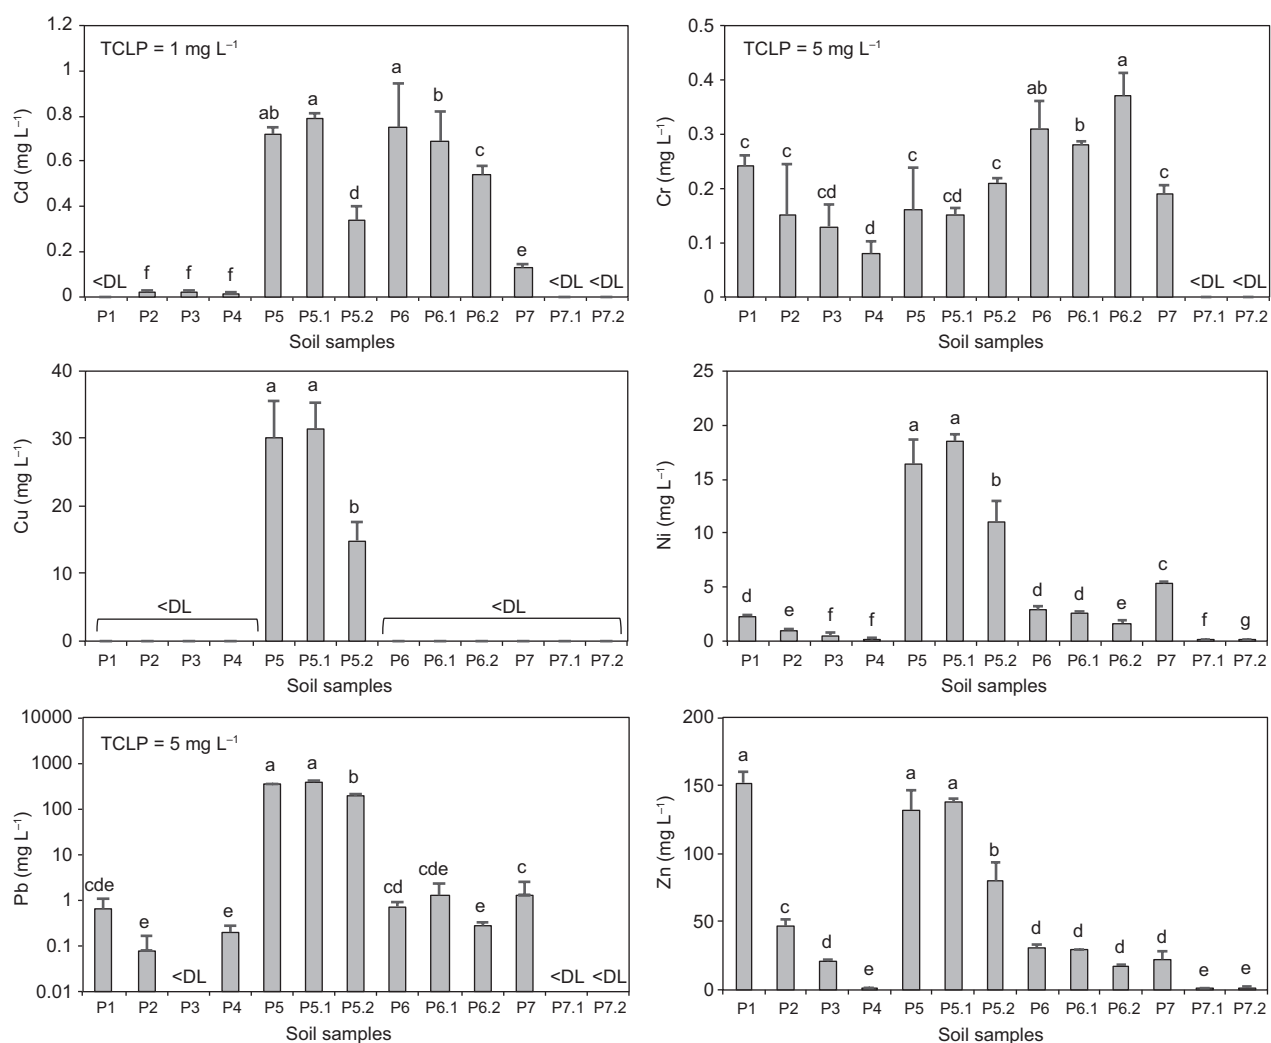 1.2
1
0.8
0.6
0.4
0.2
0
Cd (mg L⁻¹)
TCLP = 1 mg L⁻¹
<DL f f f ab a d a b c e <DL <DL
P1 P2 P3 P4 P5 P5.1 P5.2 P6 P6.1 P6.2 P7 P7.1 P7.2
Soil samples
0.5
0.4
0.3
0.2
0.1
0
Cr (mg L⁻¹)
TCLP = 5 mg L⁻¹
c c cd d c cd c ab b a c <DL <DL
P1 P2 P3 P4 P5 P5.1 P5.2 P6 P6.1 P6.2 P7 P7.1 P7.2
Soil samples
40
30
20
10
0
Cu (mg L⁻¹)
<DL a a b <DL
P1 P2 P3 P4 P5 P5.1 P5.2 P6 P6.1 P6.2 P7 P7.1 P7.2
Soil samples
25
20
15
10
5
0
Ni (mg L⁻¹)
d e f f a a b d d e c f g
P1 P2 P3 P4 P5 P5.1 P5.2 P6 P6.1 P6.2 P7 P7.1 P7.2
Soil samples
10000
1000
100
10
1
0.1
0.01
Pb (mg L⁻¹)
TCLP = 5 mg L⁻¹
cde e <DL e a a b cd cde e c <DL <DL
P1 P2 P3 P4 P5 P5.1 P5.2 P6 P6.1 P6.2 P7 P7.1 P7.2
Soil samples
200
150
100
50
0
Zn (mg L⁻¹)
a c d e a a b d d d d e e
P1 P2 P3 P4 P5 P5.1 P5.2 P6 P6.1 P6.2 P7 P7.1 P7.2
Soil samples